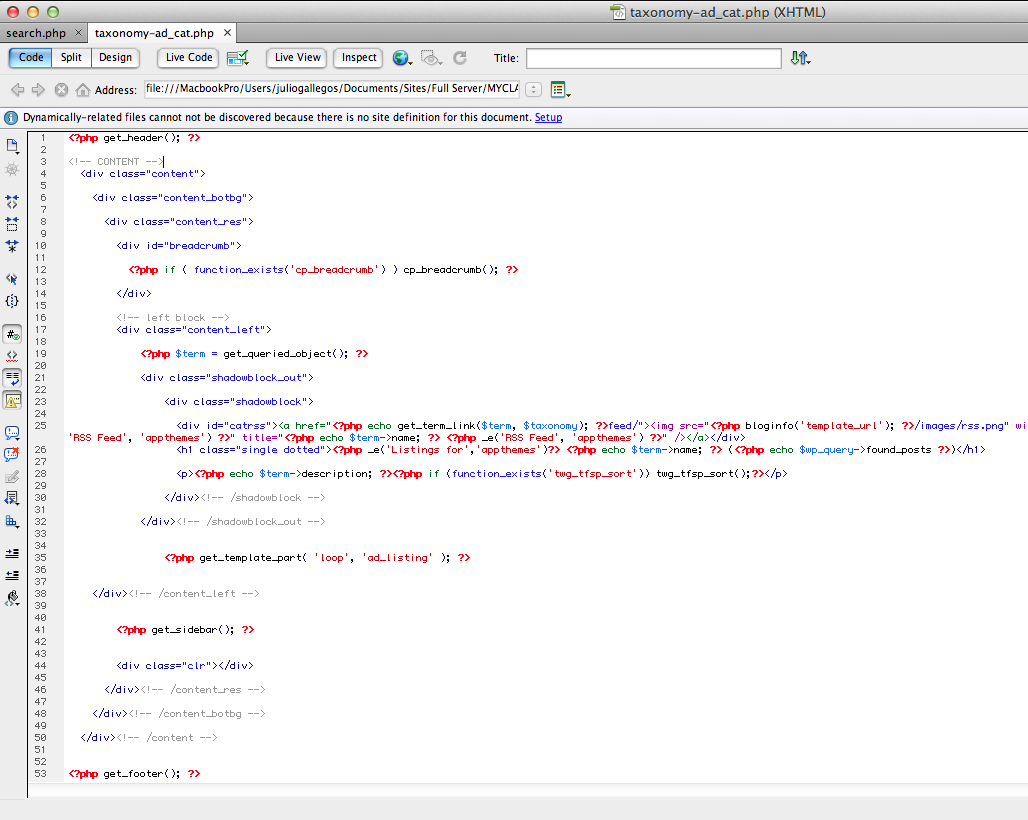 taxonomy-ad_cat.php (XHTML)
search.php × taxonomy-ad_cat.php ×
Code Split Design Live Code Live View Inspect Title:
Address: file:///MacbookPro/Users/juliogallegos/Documents/Sites/Full Server/MYCLA
Dynamically-related files cannot not be discovered because there is no site definition for this document. Setup
1 <?php get_header(); ?>
2
3 <!-- CONTENT -->
4 <div class="content">
5
6 <div class="content_botbg">
7
8 <div class="content_res">
9
10 <div id="breadcrumb">
11
12 <?php if ( function_exists('cp_breadcrumb') ) cp_breadcrumb(); ?>
13
14 </div>
15
16 <!-- left block -->
17 <div class="content_left">
18
19 <?php $term = get_queried_object(); ?>
20
21 <div class="shadowblock_out">
22
23 <div class="shadowblock">
24
25 <div id="catrss"><a href="<?php echo get_term_link($term, $taxonomy); ?>feed/"><img src="<?php bloginfo('template_url'); ?>/images/rss.png" wi
'RSS Feed', 'appthemes') ?>" title="<?php echo $term->name; ?> <?php _e('RSS Feed', 'appthemes') ?>" /></a></div>
26 <h1 class="single dotted"><?php _e('Listings for','appthemes')?> <?php echo $term->name; ?> (<?php echo $wp_query->found_posts ?>)</h1>
27
28 <p><?php echo $term->description; ?><?php if (function_exists('twg_tfsp_sort')) twg_tfsp_sort();?></p>
29
30 </div><!-- /shadowblock -->
31
32 </div><!-- /shadowblock_out -->
33
34
35 <?php get_template_part( 'loop', 'ad_listing' ); ?>
36
37
38 </div><!-- /content_left -->
39
40
41 <?php get_sidebar(); ?>
42
43
44 <div class="clr"></div>
45
46 </div><!-- /content_res -->
47
48 </div><!-- /content_botbg -->
49
50 </div><!-- /content -->
51
52
53 <?php get_footer(); ?>